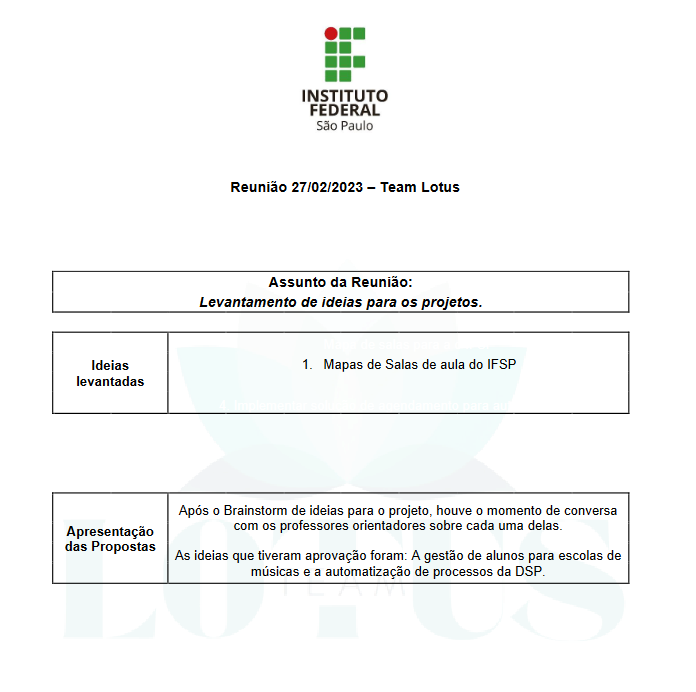 INSTITUTO
FEDERAL
São Paulo
Reunião 27/02/2023 – Team Lotus
Assunto da Reunião:
Levantamento de ideias para os projetos.
Ideias
levantadas
1. Mapas de Salas de aula do IFSP
Apresentação
das Propostas
Após o Brainstorm de ideias para o projeto, houve o momento de conversa
com os professores orientadores sobre cada uma delas.
As ideias que tiveram aprovação foram: A gestão de alunos para escolas de
músicas e a automatização de processos da DSP.
LOTUS
TEAM